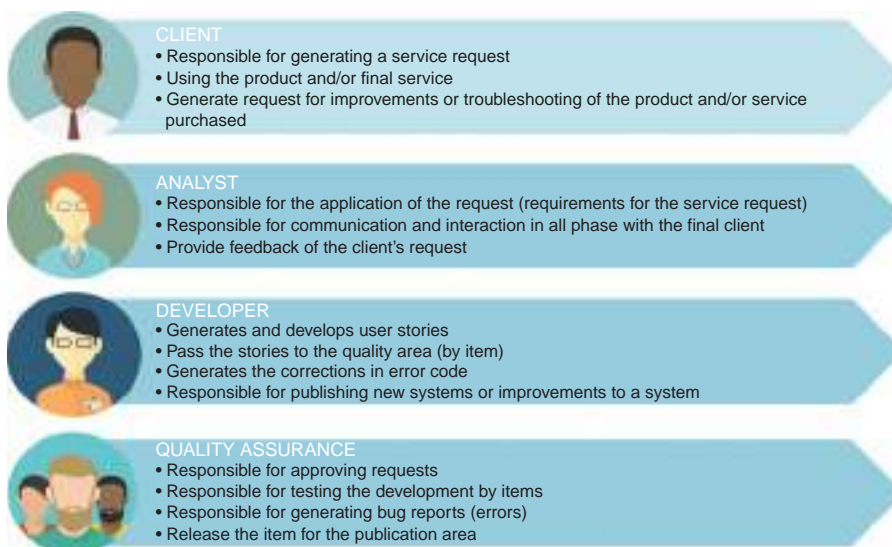 CLIENT
• Responsible for generating a service request
• Using the product and/or final service
• Generate request for improvements or troubleshooting of the product and/or service
purchased
ANALYST
• Responsible for the application of the request (requirements for the service request)
• Responsible for communication and interaction in all phase with the final client
• Provide feedback of the client's request
DEVELOPER
• Generates and develops user stories
• Pass the stories to the quality area (by item)
• Generates the corrections in error code
• Responsible for publishing new systems or improvements to a system
QUALITY ASSURANCE
• Responsible for approving requests
• Responsible for testing the development by items
• Responsible for generating bug reports (errors)
• Release the item for the publication area